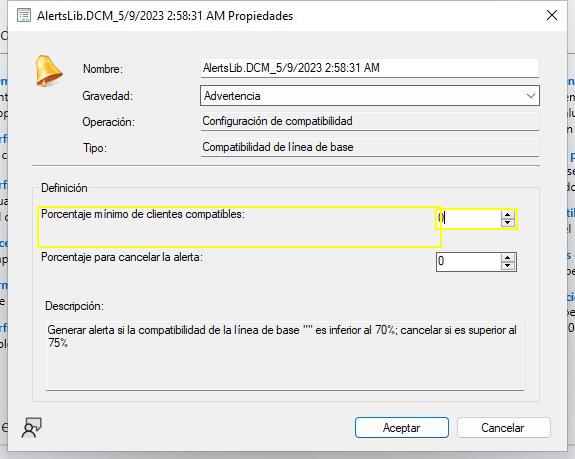 AlertsLib.DCM_5/9/2023 2:58:31 AM Propiedades
Nombre: AlertsLib.DCM_5/9/2023 2:58:31 AM
Gravedad: Advertencia
Operación: Configuración de compatibilidad
Tipo: Compatibilidad de línea de base
Definición
Porcentaje mínimo de clientes compatibles: 0
Porcentaje para cancelar la alerta: 0
Descripción:
Generar alerta si la compatibilidad de la línea de base "" es inferior al 70%; cancelar si es superior al
75%
Aceptar Cancelar